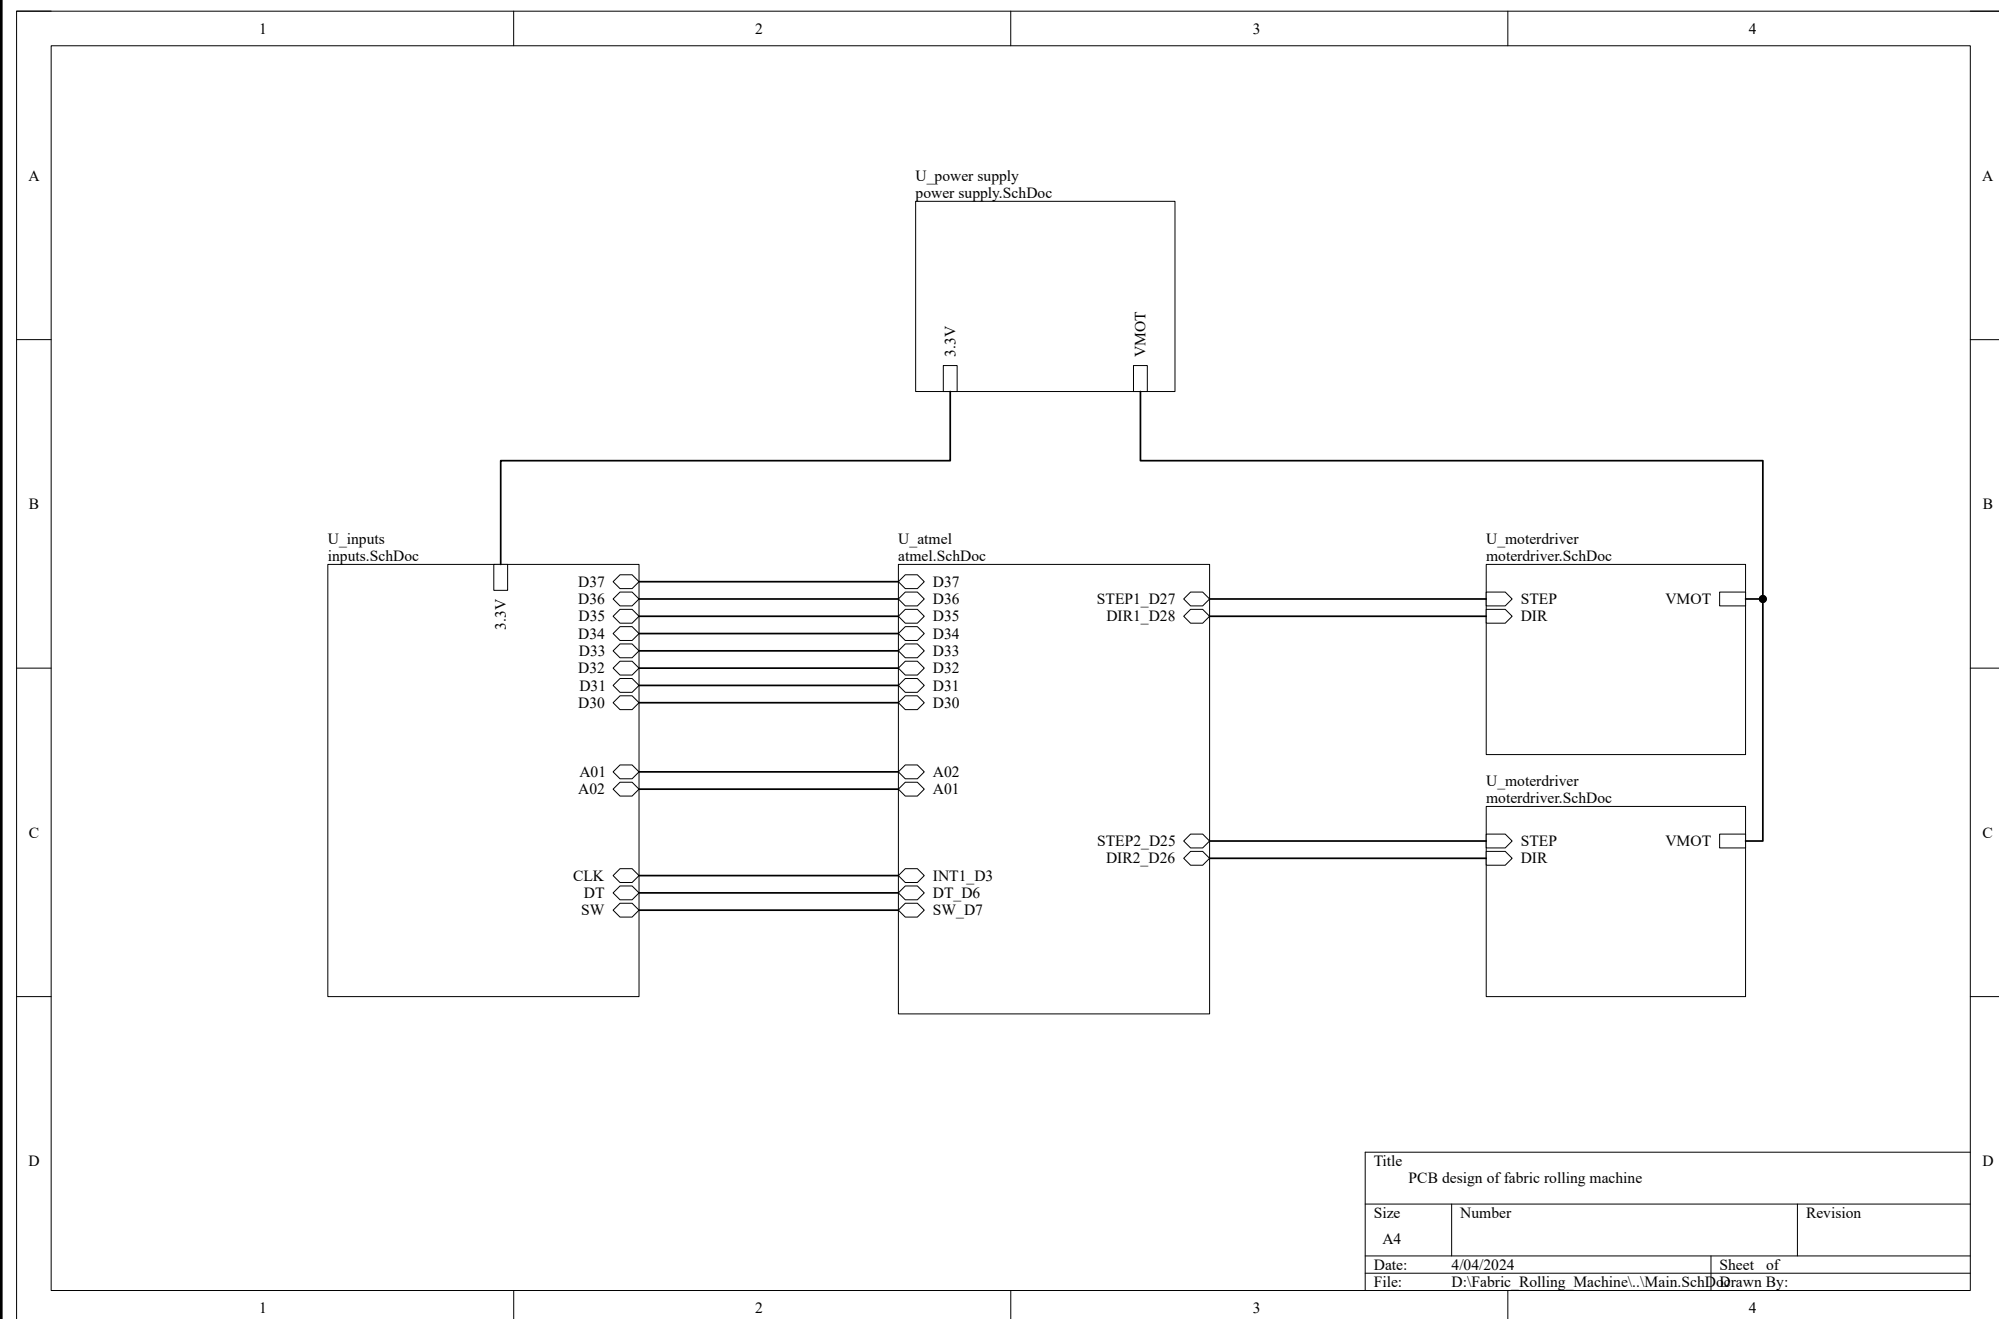 1 2 3 4
A A
U_power supply
power supply.SchDoc
3.3V VMOT
B B
U_inputs
inputs.SchDoc
3.3V
D37
D36
D35
D34
D33
D32
D31
D30
A01
A02
CLK
DT
SW
U_atmel
atmel.SchDoc
D37
D36
D35
D34
D33
D32
D31
D30
A02
A01
INT1_D3
DT_D6
SW_D7
STEP1_D27
DIR1_D28
STEP2_D25
DIR2_D26
U_moterdriver
moterdriver.SchDoc
STEP VMOT
DIR
U_moterdriver
moterdriver.SchDoc
STEP VMOT
DIR
C C
D D
Title
PCB design of fabric rolling machine
Size Number Revision
A4
Date: 4/04/2024 Sheet of
File: D:\Fabric_Rolling_Machine\..\Main.SchDoc Drawn By:
1 2 3 4